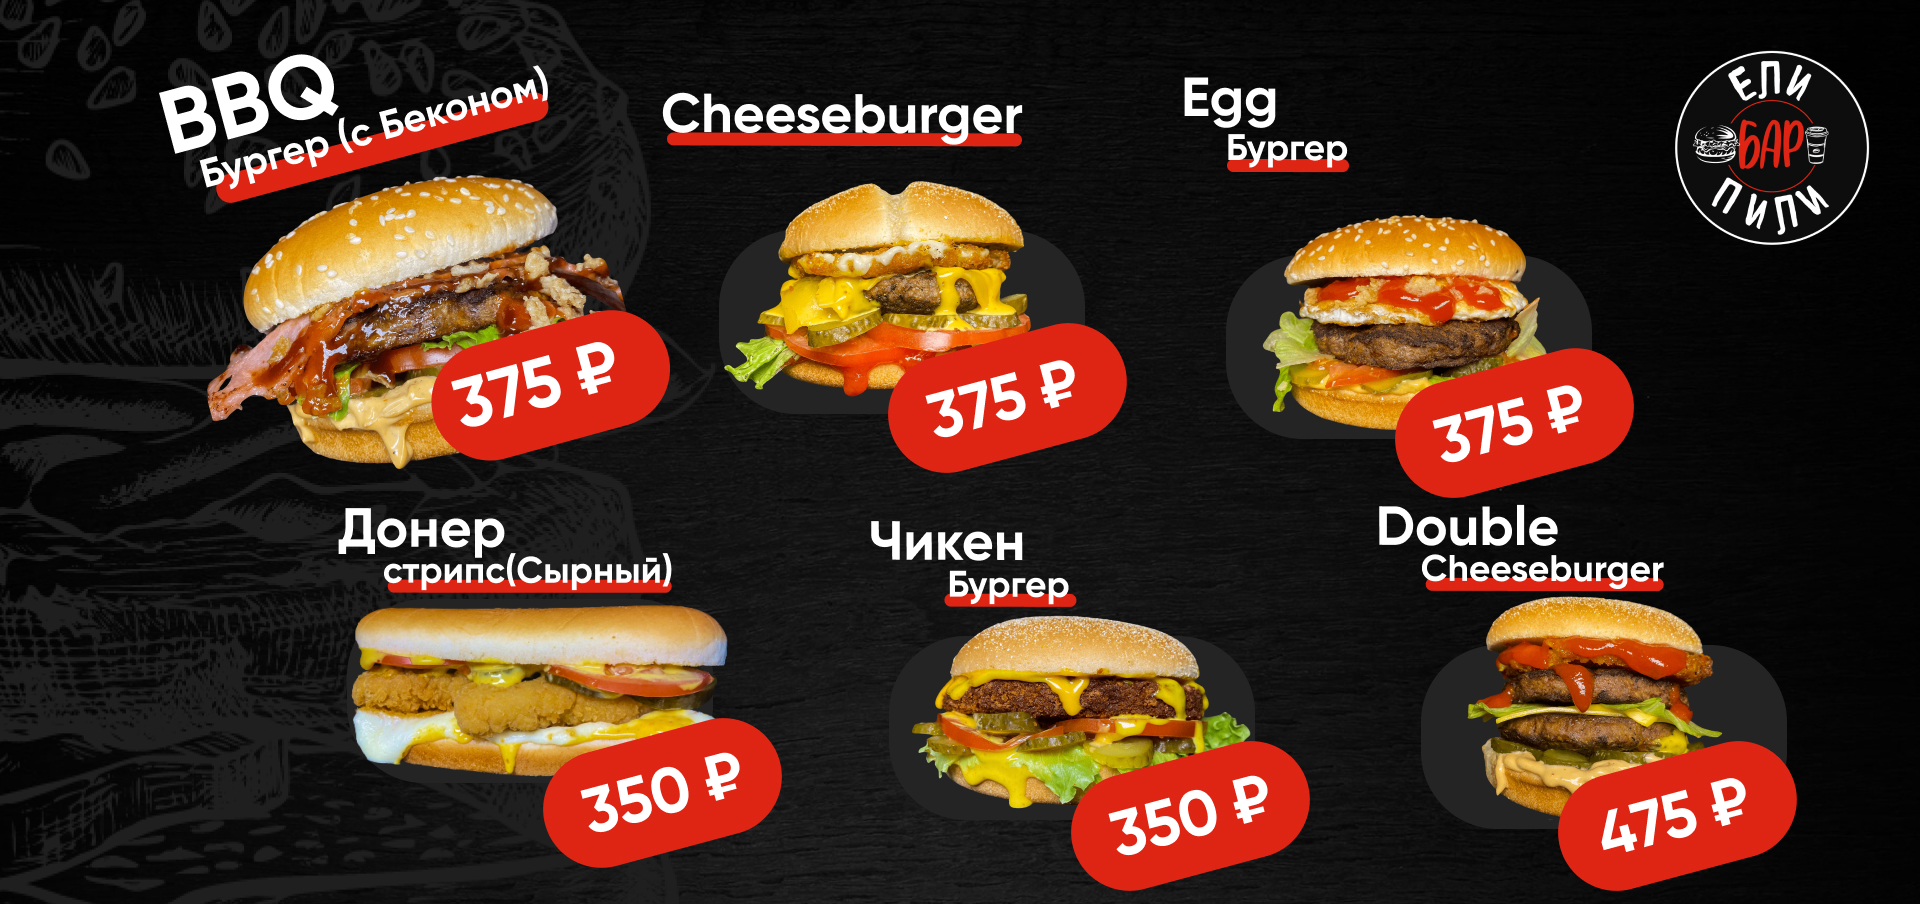 BBQ
Бургер (с Беконом)
375 ₽
Cheeseburger
375 ₽
Egg
Бургер
375 ₽
ЕЛИ
БАР
ПИЛИ
Донер
стрипс(Сырный)
350 ₽
Чикен
Бургер
350 ₽
Double
Cheeseburger
475 ₽